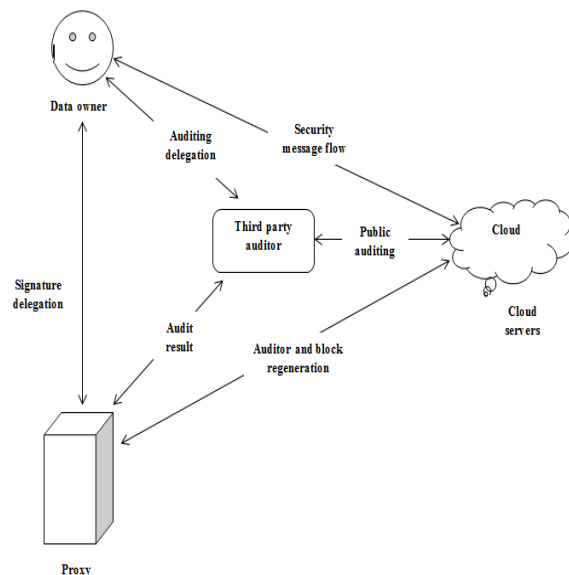 Data owner
Auditing
delegation
Security
message flow
Third party
auditor
Public
auditing
Cloud
Cloud
servers
Signature
delegation
Audit
result
Auditor and block
regeneration
Proxy